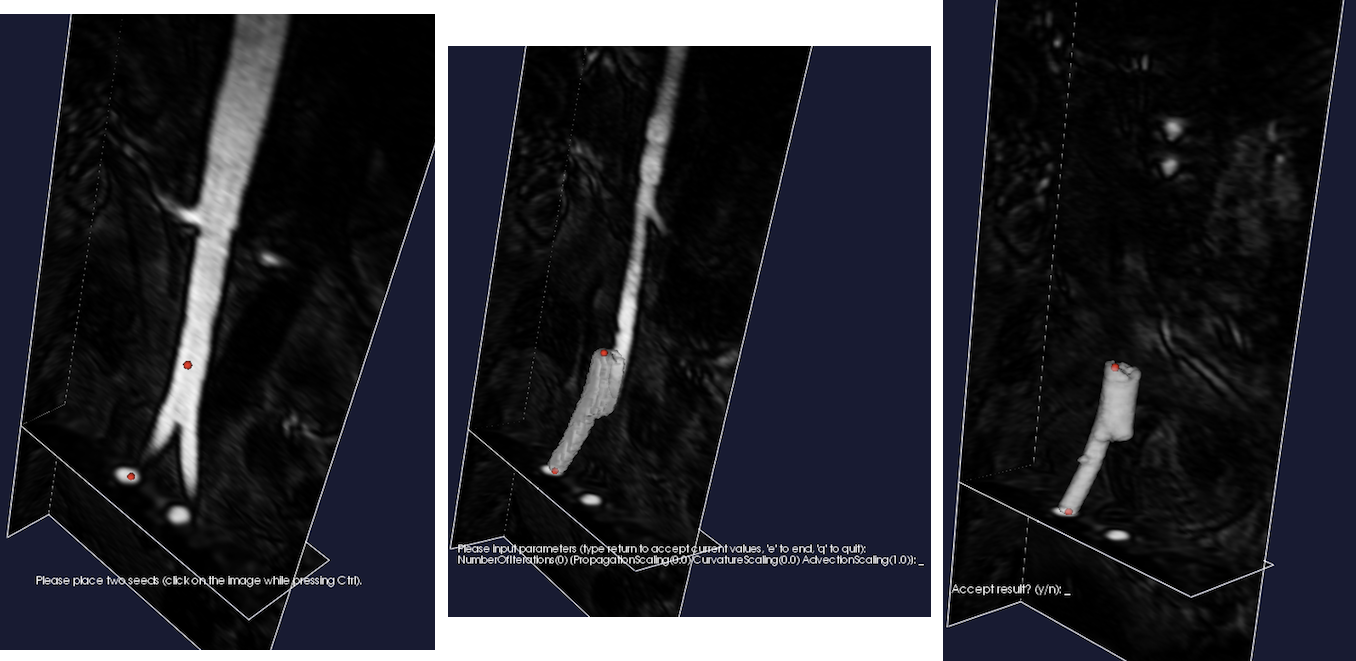 Please place two seeds (click on the image while pressing Ctrl).
Please input parameters (type return to accept current values, 'e' to end, 'q' to quit):
NumberOfIterations(0) (PropagationScaling(0.0) CurvatureScaling(0.0) AdvectionScaling(1.0)): _
Accept result? (y/n): _